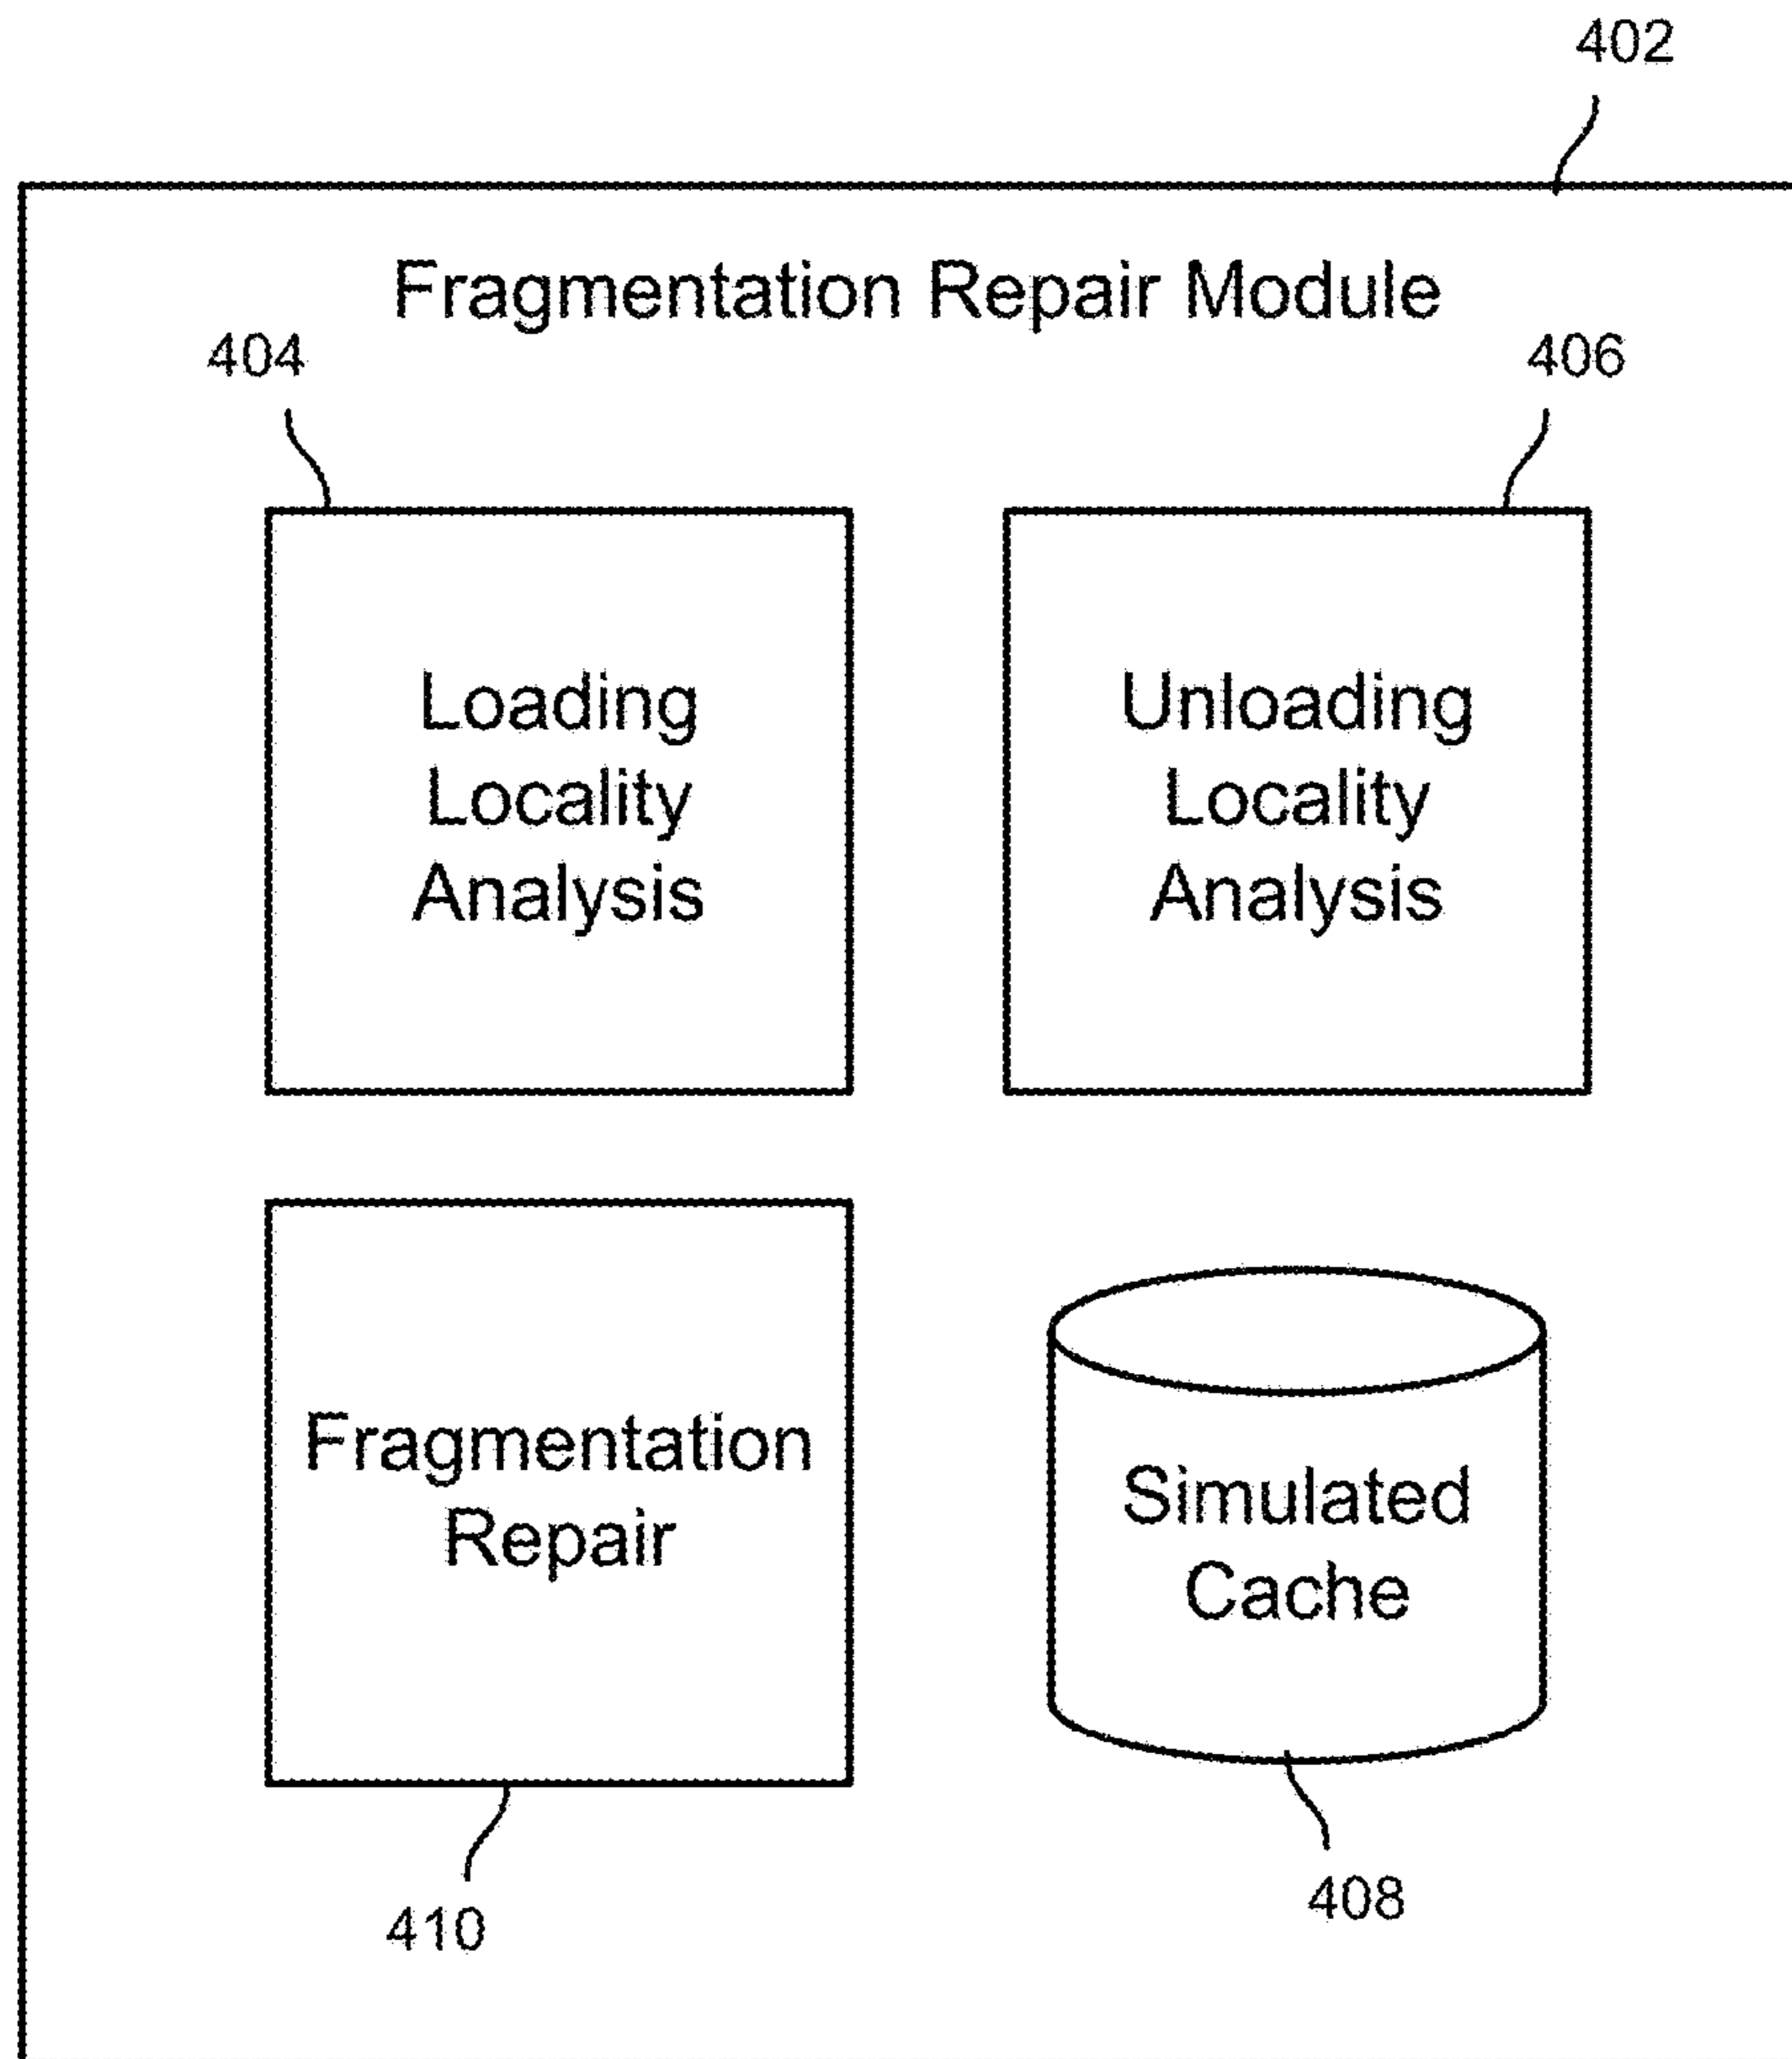 402
Fragmentation Repair Module
404
406
Loading
Locality
Analysis
Unloading
Locality
Analysis
Fragmentation
Repair
Simulated
Cache
410
408